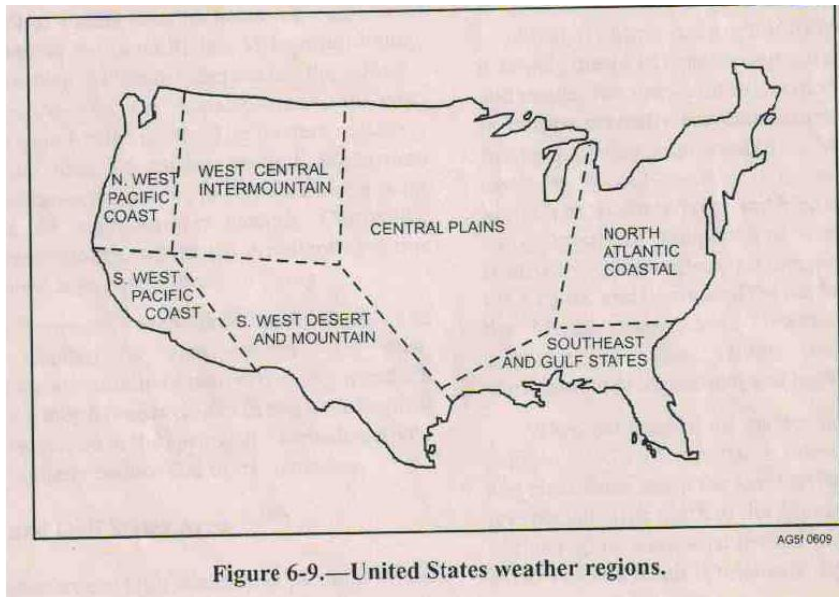 N. WEST
PACIFIC
COAST
WEST CENTRAL
INTERMOUNTAIN
CENTRAL PLAINS
NORTH
ATLANTIC
COASTAL
S. WEST
PACIFIC
COAST
S. WEST DESERT
AND MOUNTAIN
SOUTHEAST
AND GULF STATES
AG5f 0609
Figure 6-9.—United States weather regions.